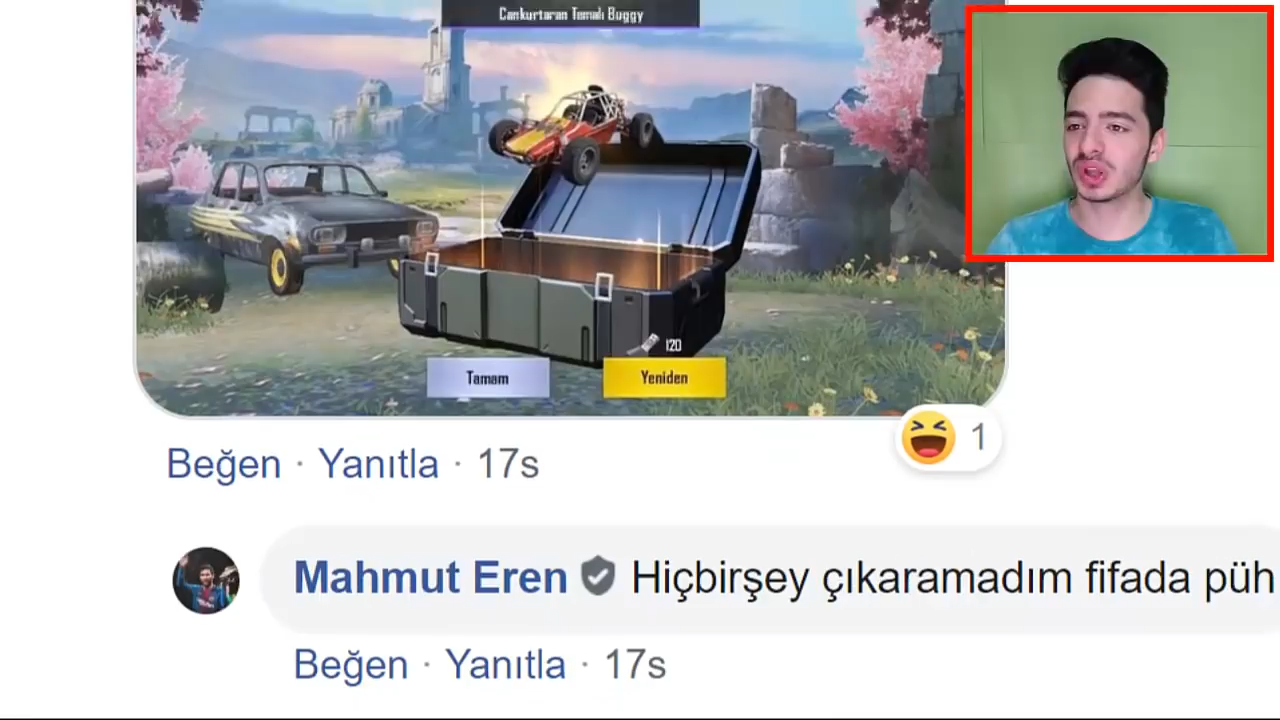 Cankurtaran Temalı Buggy
120
Tamam
Yeniden
1
Beğen · Yanıtla · 17s
Mahmut Eren Hiçbirşey çıkaramadım fifada püh
Beğen · Yanıtla · 17s